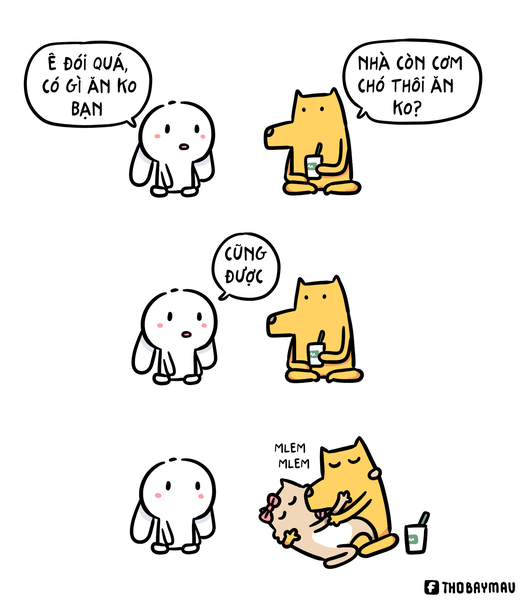 Ê ĐÓI QUÁ,
CÓ GÌ ĂN KO
BẠN
NHÀ CÒN CƠM
CHÓ THÔI ĂN
KO?
CŨNG
ĐƯỢC
MLEM
MLEM
THOBAYMAU